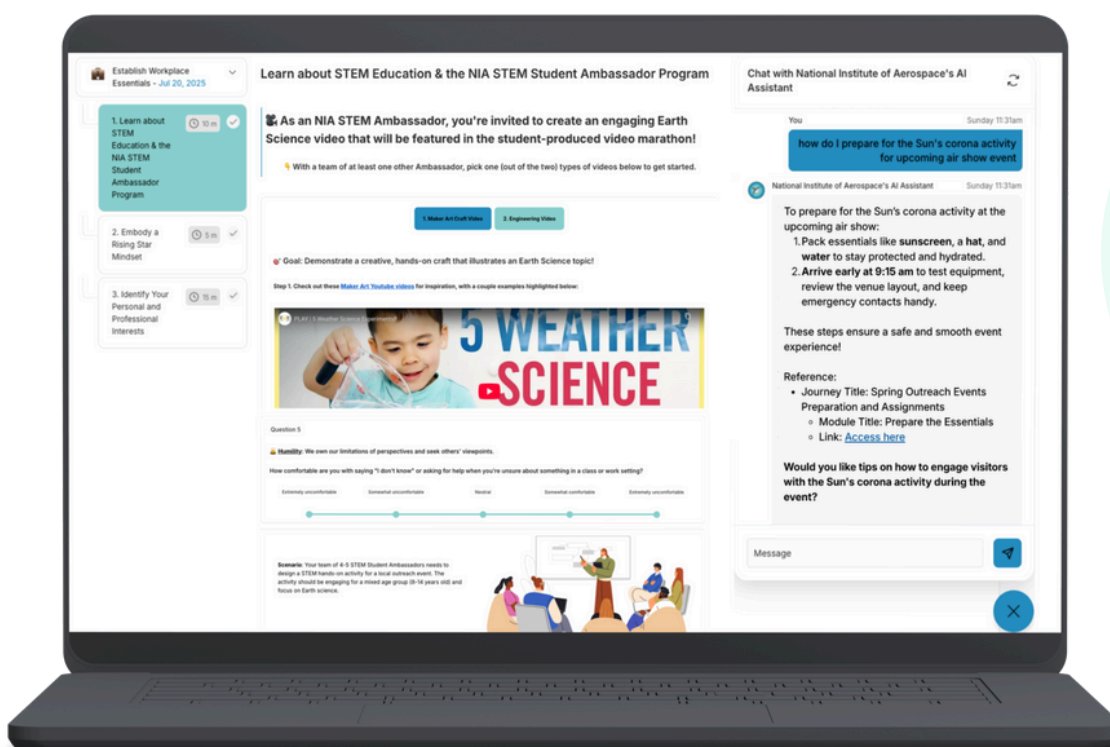 Establish Workplace
Essentials - Jul 20, 2025
1. Learn about
STEM
Education & the
NIA STEM
Student
Ambassador
Program
10 m
2. Embody a
Rising Star
Mindset
5 m
3. Identify Your
Personal and
Professional
Interests
15 m
Learn about STEM Education & the NIA STEM Student Ambassador Program
As an NIA STEM Ambassador, you're invited to create an engaging Earth
Science video that will be featured in the student-produced video marathon!
With a team of at least one other Ambassador, pick one (out of the two) types of videos below to get started.
1. Maker Art Craft Video
2. Engineering Video
Goal: Demonstrate a creative, hands-on craft that illustrates an Earth Science topic!
Step 1. Check out these Maker Art Youtube videos for inspiration, with a couple examples highlighted below:
PLAY | 5 Weather Science Experiments!
5 WEATHER
SCIENCE
Question 5
Humility: We own our limitations of perspectives and seek others' viewpoints.
How comfortable are you with saying "I don't know" or asking for help when you're unsure about something in a class or work setting?
Extremely uncomfortable
Somewhat uncomfortable
Neutral
Somewhat comfortable
Extremely uncomfortable
Scenario: Your team of 4-5 STEM Student Ambassadors needs to
design a STEM hands-on activity for a local outreach event. The
activity should be engaging for a mixed age group (8-14 years old) and
focus on Earth science.
Chat with National Institute of Aerospace's AI
Assistant
You
Sunday 11:31am
how do I prepare for the Sun's corona activity
for upcoming air show event
National Institute of Aerospace's AI Assistant
Sunday 11:31am
To prepare for the Sun's corona activity at the
upcoming air show:
1. Pack essentials like sunscreen, a hat, and
water to stay protected and hydrated.
2. Arrive early at 9:15 am to test equipment,
review the venue layout, and keep
emergency contacts handy.
These steps ensure a safe and smooth event
experience!
Reference:
• Journey Title: Spring Outreach Events
Preparation and Assignments
◦ Module Title: Prepare the Essentials
◦ Link: Access here
Would you like tips on how to engage visitors
with the Sun's corona activity during the
event?
Message